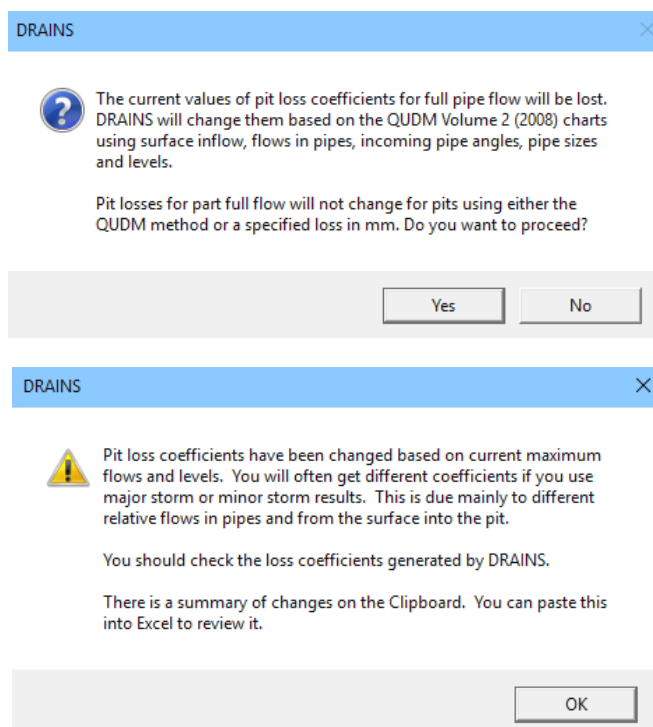 DRAINS
The current values of pit loss coefficients for full pipe flow will be lost.
DRAINS will change them based on the QUDM Volume 2 (2008) charts
using surface inflow, flows in pipes, incoming pipe angles, pipe sizes
and levels.
Pit losses for part full flow will not change for pits using either the
QUDM method or a specified loss in mm. Do you want to proceed?
Yes No
DRAINS
Pit loss coefficients have been changed based on current maximum
flows and levels. You will often get different coefficients if you use
major storm or minor storm results. This is due mainly to different
relative flows in pipes and from the surface into the pit.
You should check the loss coefficients generated by DRAINS.
There is a summary of changes on the Clipboard. You can paste this
into Excel to review it.
OK